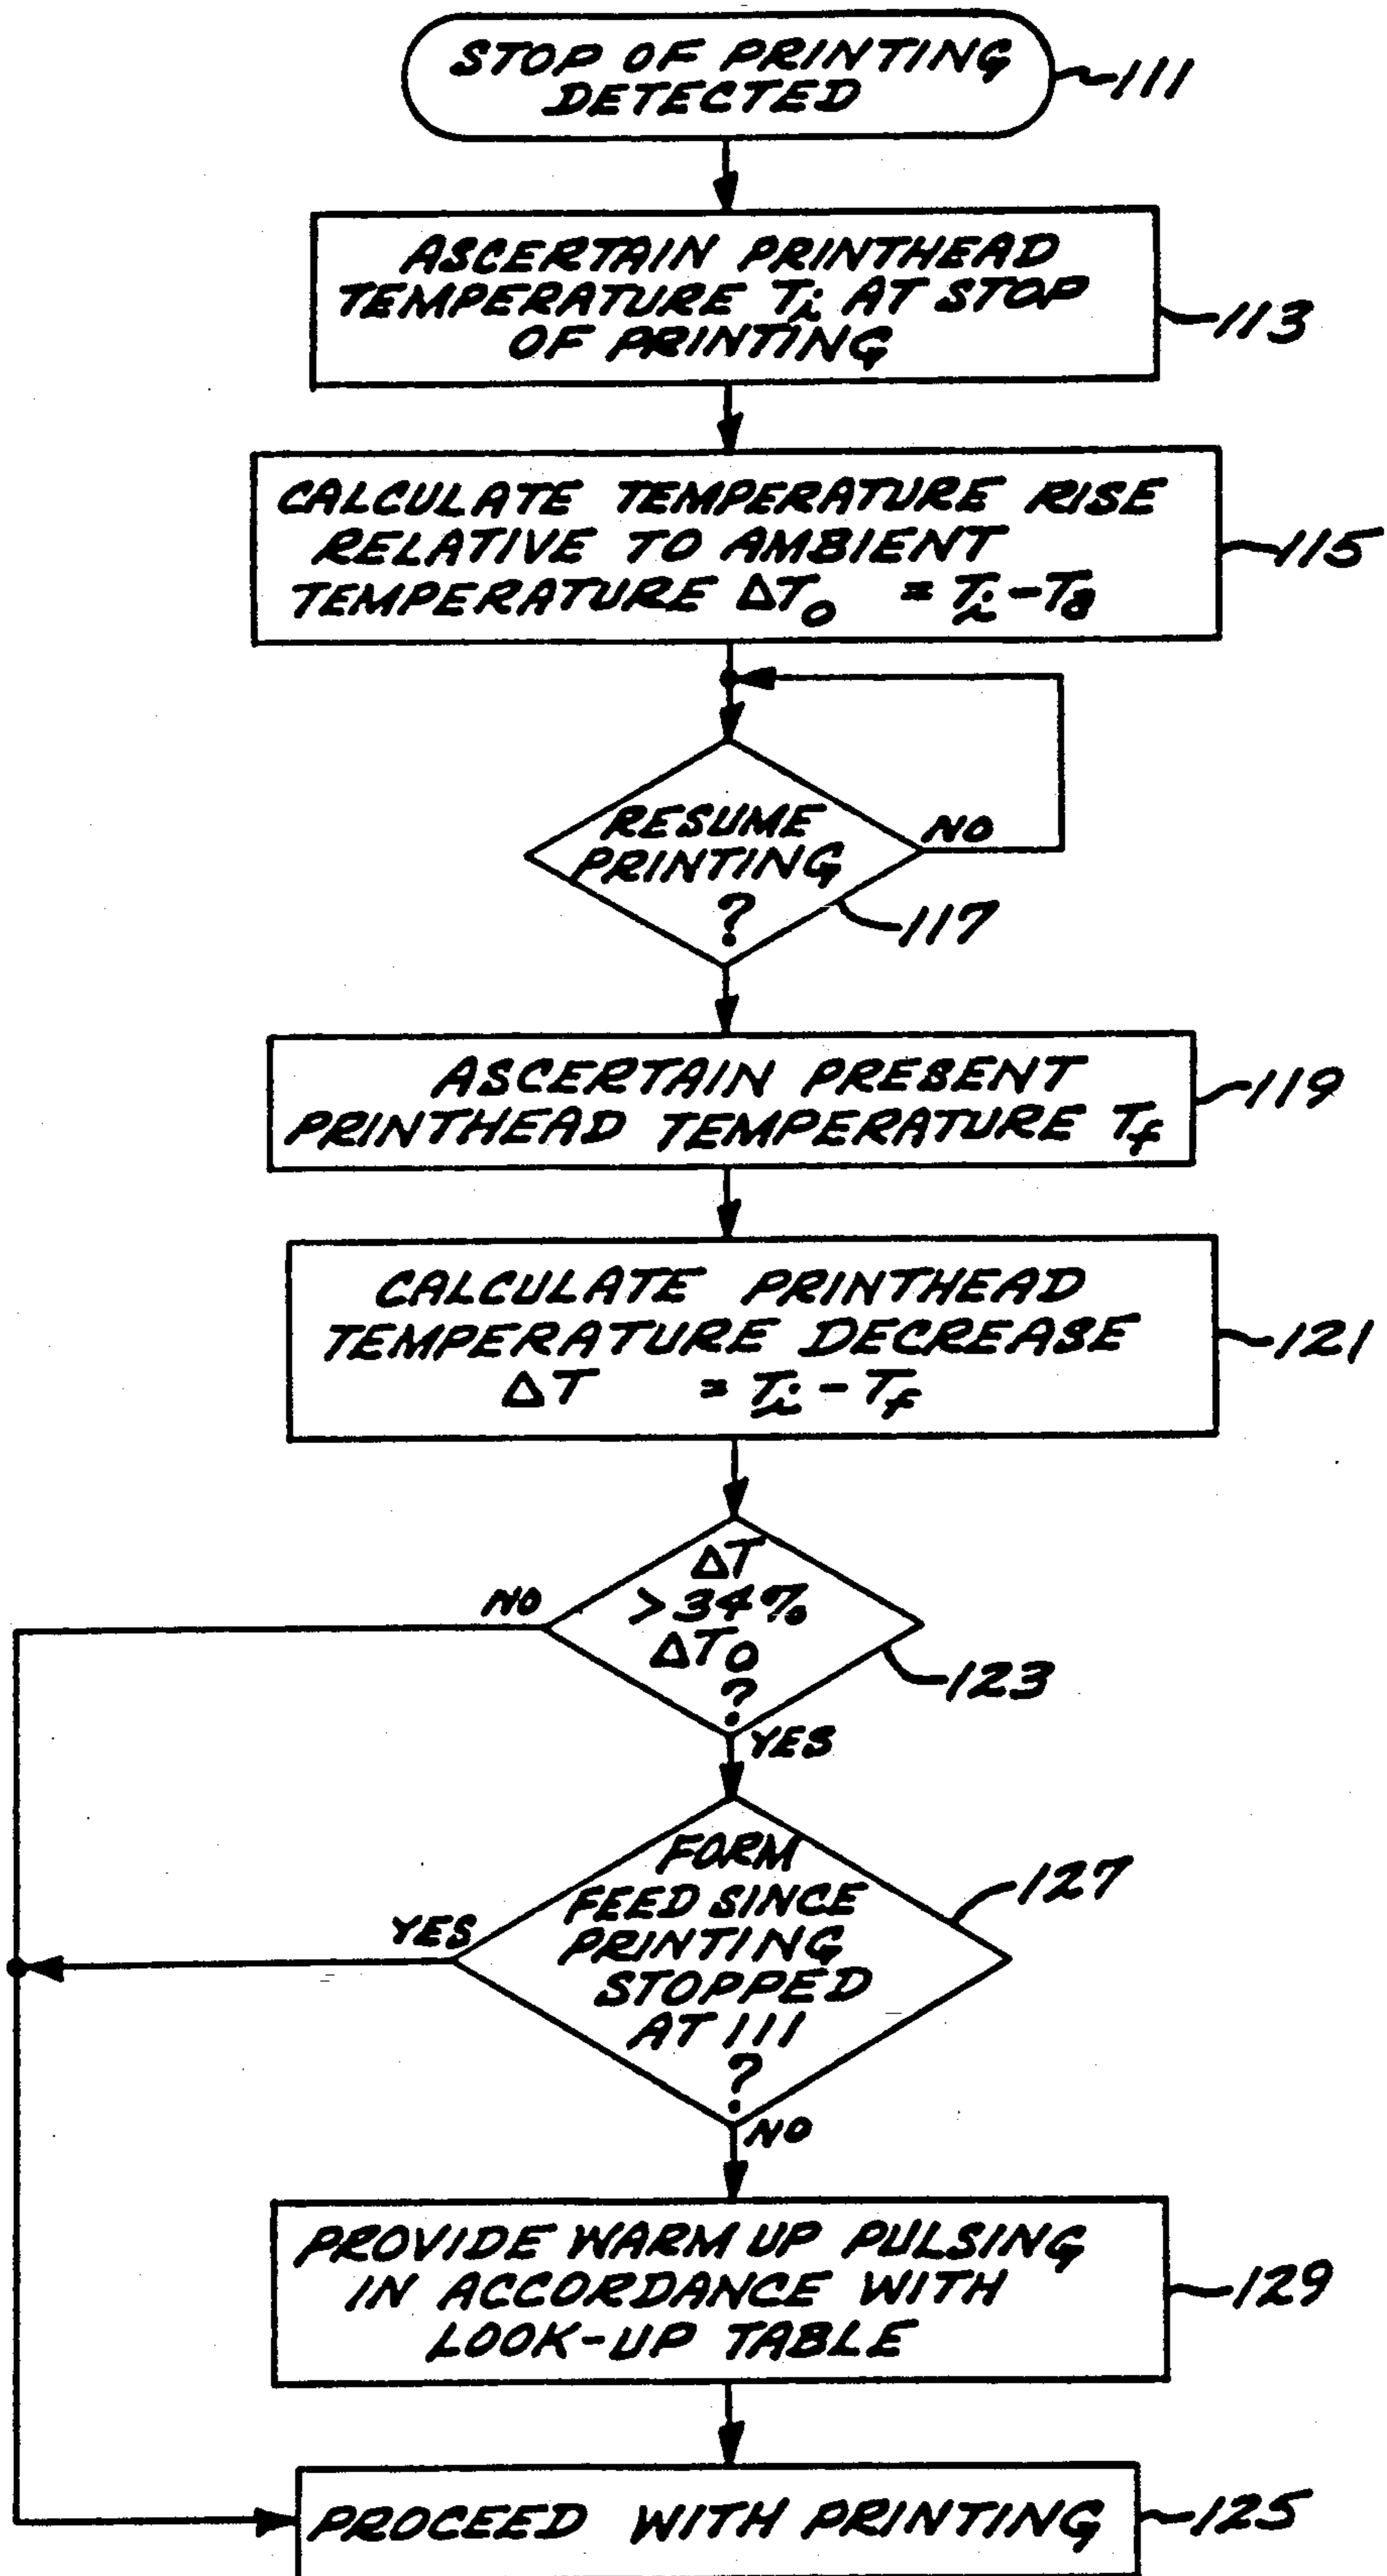 STOP OF PRINTING
DETECTED
111
ASCERTAIN PRINTHEAD
TEMPERATURE Ti AT STOP
OF PRINTING
113
CALCULATE TEMPERATURE RISE
RELATIVE TO AMBIENT
TEMPERATURE ΔT0 = Ti-Ta
115
RESUME
PRINTING
?
NO
117
ASCERTAIN PRESENT
PRINTHEAD TEMPERATURE Tf
119
CALCULATE PRINTHEAD
TEMPERATURE DECREASE
ΔT = Ti - Tf
121
ΔT
>34%
ΔT0
?
NO
123
YES
FORM
FEED SINCE
PRINTING
STOPPED
AT 111
?
127
YES
NO
PROVIDE WARM UP PULSING
IN ACCORDANCE WITH
LOOK-UP TABLE
129
PROCEED WITH PRINTING
125